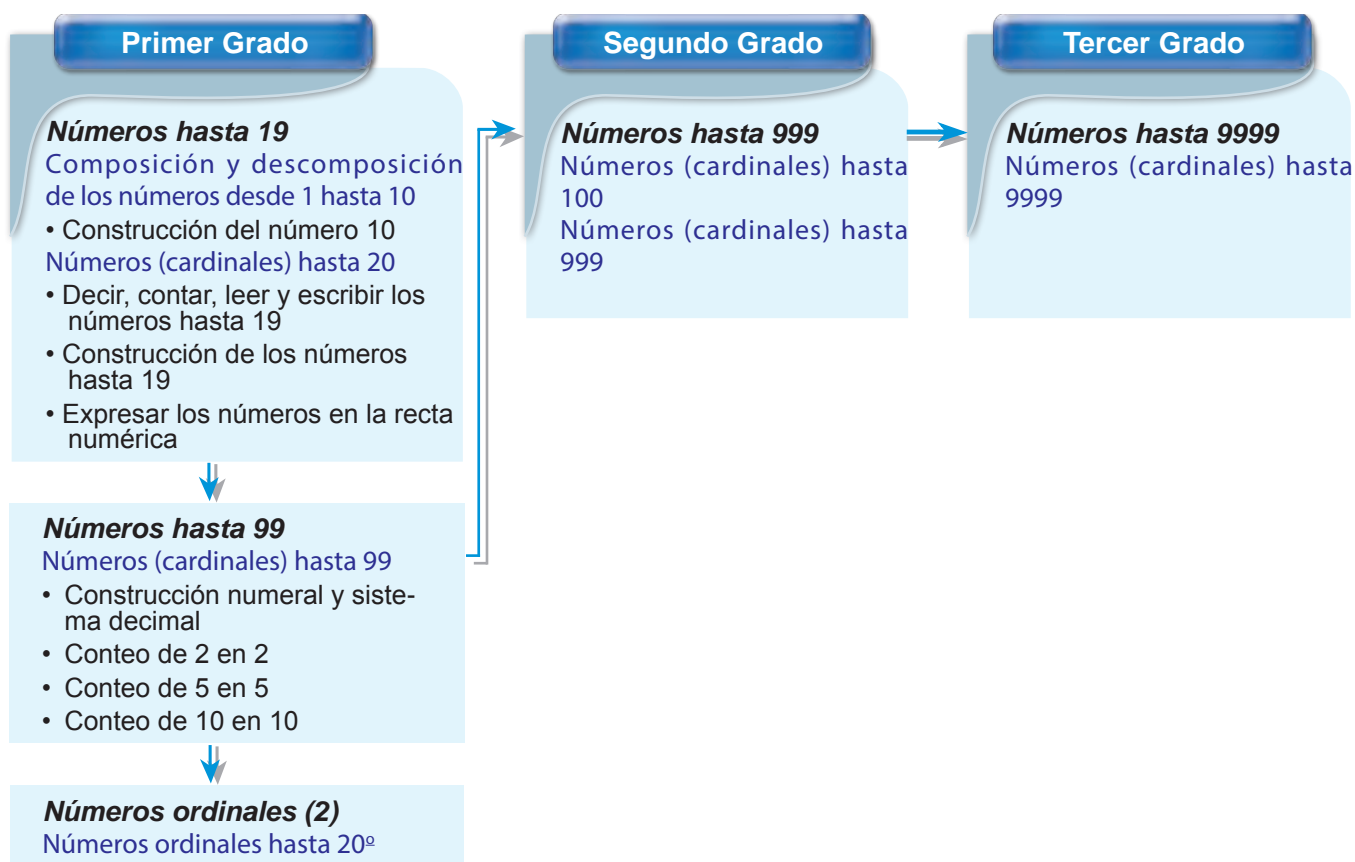 Primer Grado
Números hasta 19
Composición y descomposición
de los números desde 1 hasta 10
• Construcción del número 10
Números (cardinales) hasta 20
• Decir, contar, leer y escribir los
números hasta 19
• Construcción de los números
hasta 19
• Expresar los números en la recta
numérica
Números hasta 99
Números (cardinales) hasta 99
• Construcción numeral y siste-
ma decimal
• Conteo de 2 en 2
• Conteo de 5 en 5
• Conteo de 10 en 10
Números ordinales (2)
Números ordinales hasta 20º
Segundo Grado
Números hasta 999
Números (cardinales) hasta
100
Números (cardinales) hasta
999
Tercer Grado
Números hasta 9999
Números (cardinales) hasta
9999